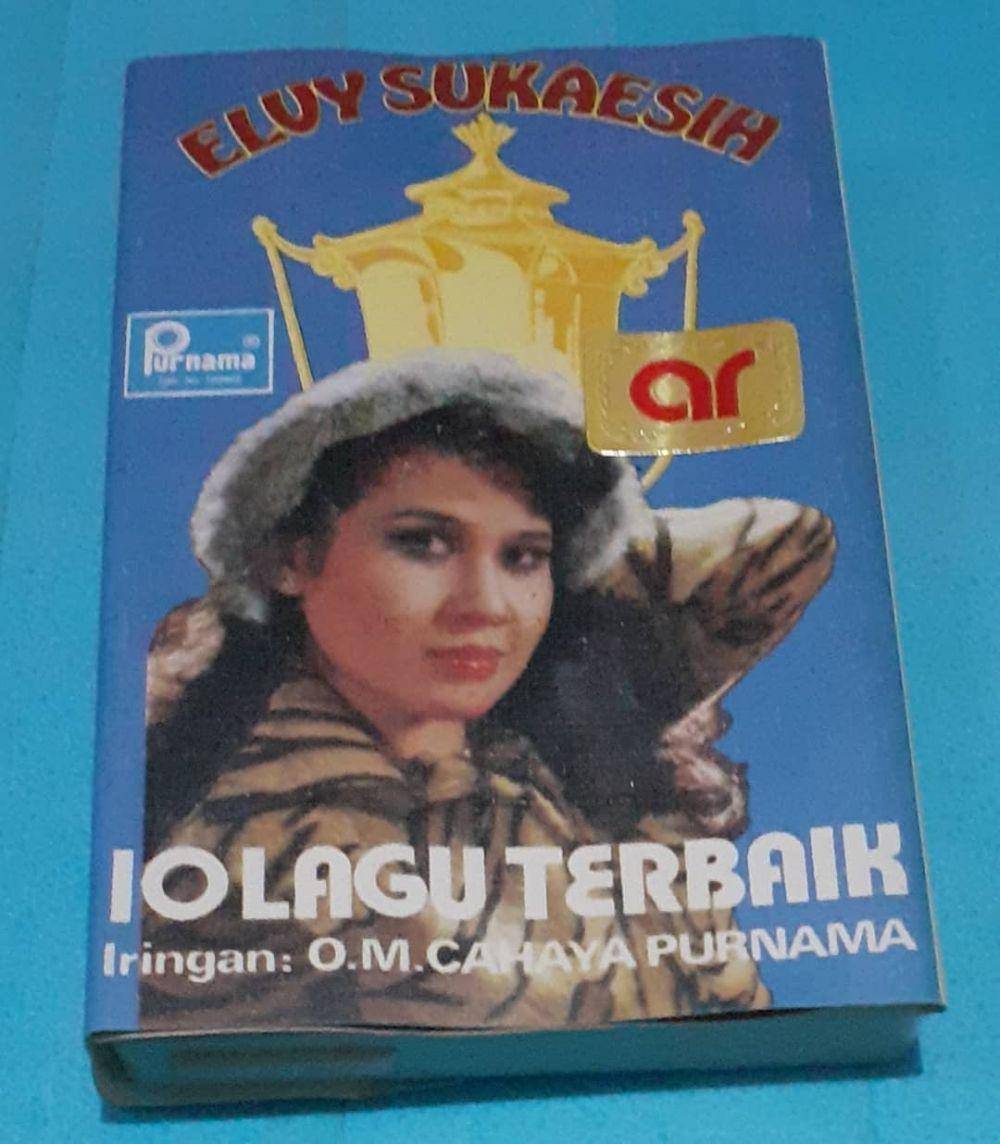 ELVY SUKAESIH
Purnama
®
ar
10 LAGU TERBAIK
Iringan: O.M. CAHAYA PURNAMA